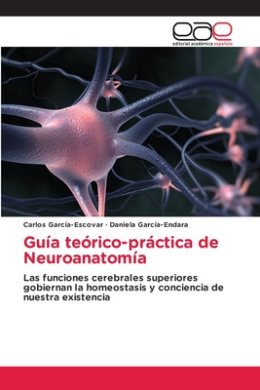 eae
editorial académica española
Carlos García-Escovar · Daniela García-Endara
Guía teórico-práctica de
Neuroanatomía
Las funciones cerebrales superiores
gobiernan la homeostasis y conciencia de
nuestra existencia